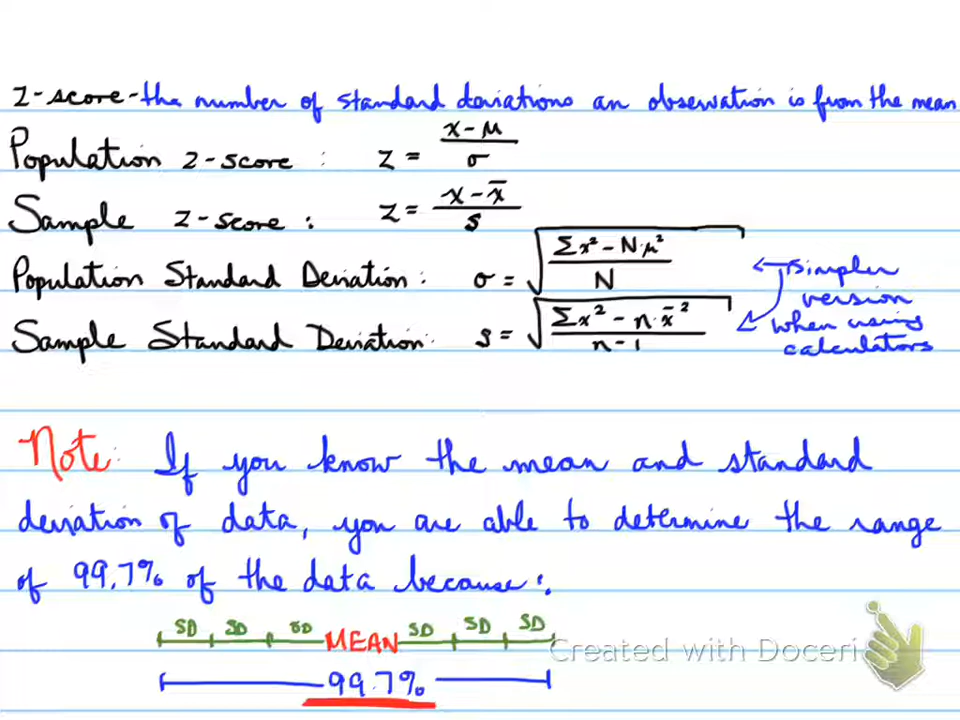 Z-score-the number of standard deviations an observation is from the mean
Population z-score : z = (x-μ)/σ
Sample z-score : z = (x-x̄)/s
Population Standard Deviation: σ = √((Σx²-N·μ²)/N)
Sample Standard Deviation: s = √((Σx²-n·x̄²)/(n-1))
←simpler
version
when using
calculators
Note: If you know the mean and standard
deviation of data, you are able to determine the range
of 99.7% of the data because:
SD SD SD MEAN SD SD SD
Created with Doceri
99.7%